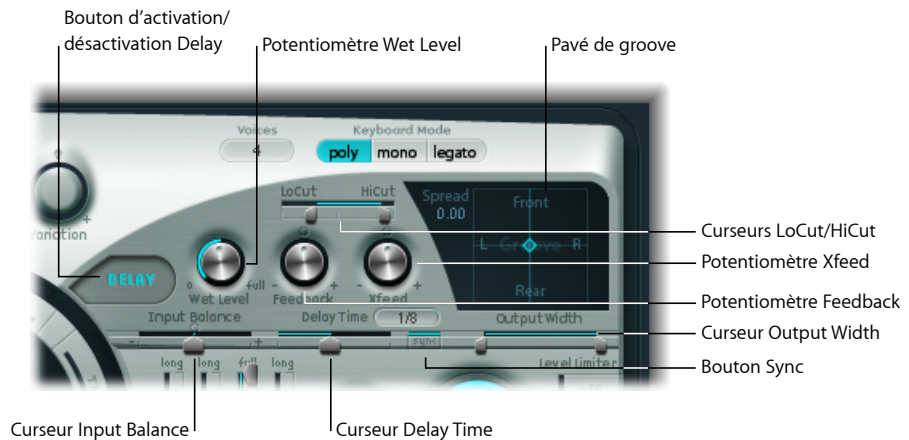 Bouton d’activation/
désactivation Delay
Potentiomètre Wet Level
Pavé de groove
Voices
4
Keyboard Mode
poly mono legato
LoCut HiCut
Spread
0.00
Front
L Groove R
Rear
Variation
+
DELAY
0 full
Wet Level
- +
Feedback
- +
Xfeed
Input Balance
- +
Delay Time 1/8
sync
Output Width
long long full long
Level Limiter
off
Curseurs LoCut/HiCut
Potentiomètre Xfeed
Potentiomètre Feedback
Curseur Output Width
Bouton Sync
Curseur Input Balance
Curseur Delay Time